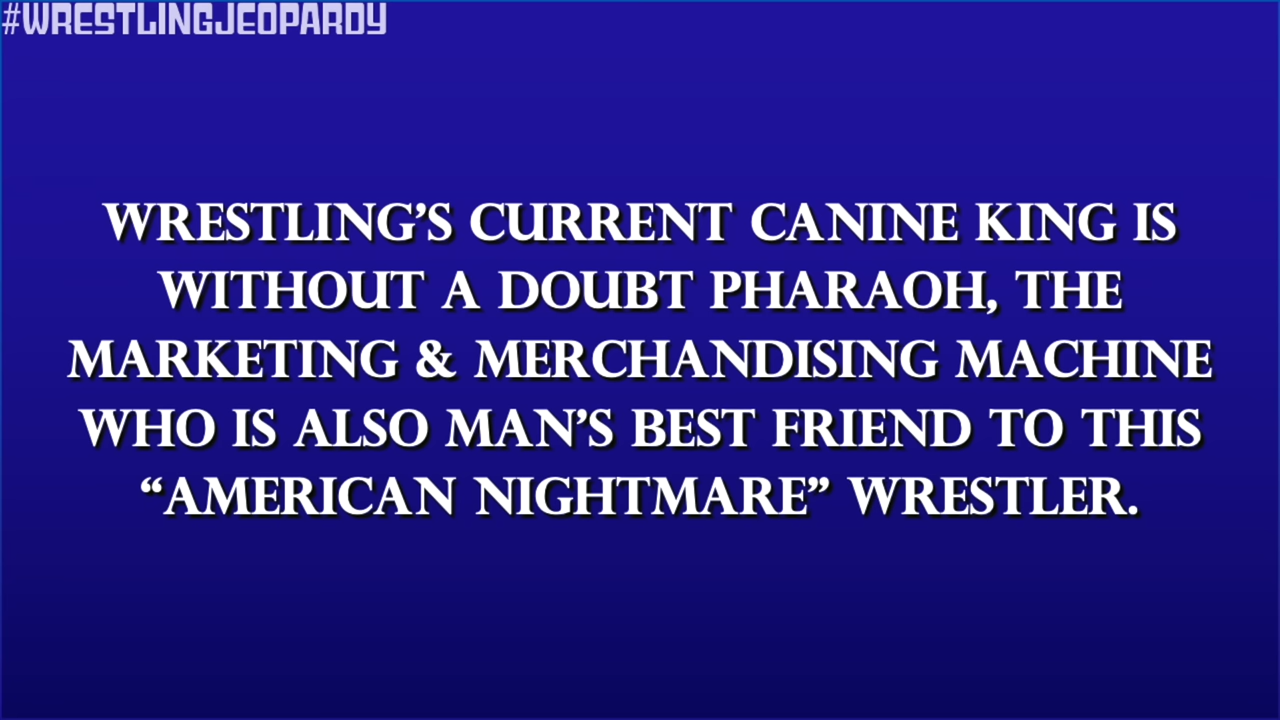 #WRESTLINGJEOPARDY
WRESTLING'S CURRENT CANINE KING IS
WITHOUT A DOUBT PHARAOH, THE
MARKETING & MERCHANDISING MACHINE
WHO IS ALSO MAN'S BEST FRIEND TO THIS
“AMERICAN NIGHTMARE” WRESTLER.